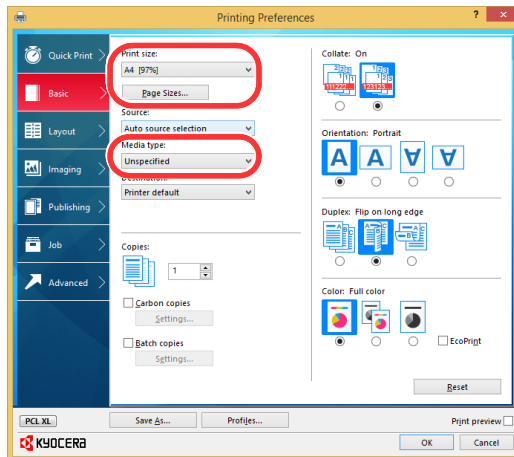 Printing Preferences
?
Quick Print
Basic
Layout
Imaging
Publishing
Job
Advanced
Print size:
A4 [97%]
Page Sizes...
Source:
Auto source selection
Media type:
Unspecified
Destination:
Printer default
Copies:
1
Carbon copies
Settings...
Batch copies
Settings...
Collate: On
111222...
123123...
Orientation: Portrait
A A A A
Duplex: Flip on long edge
Color: Full color
EcoPrint
Reset
PCL XL
Save As...
Profiles...
Print preview
KYOCERA
OK
Cancel